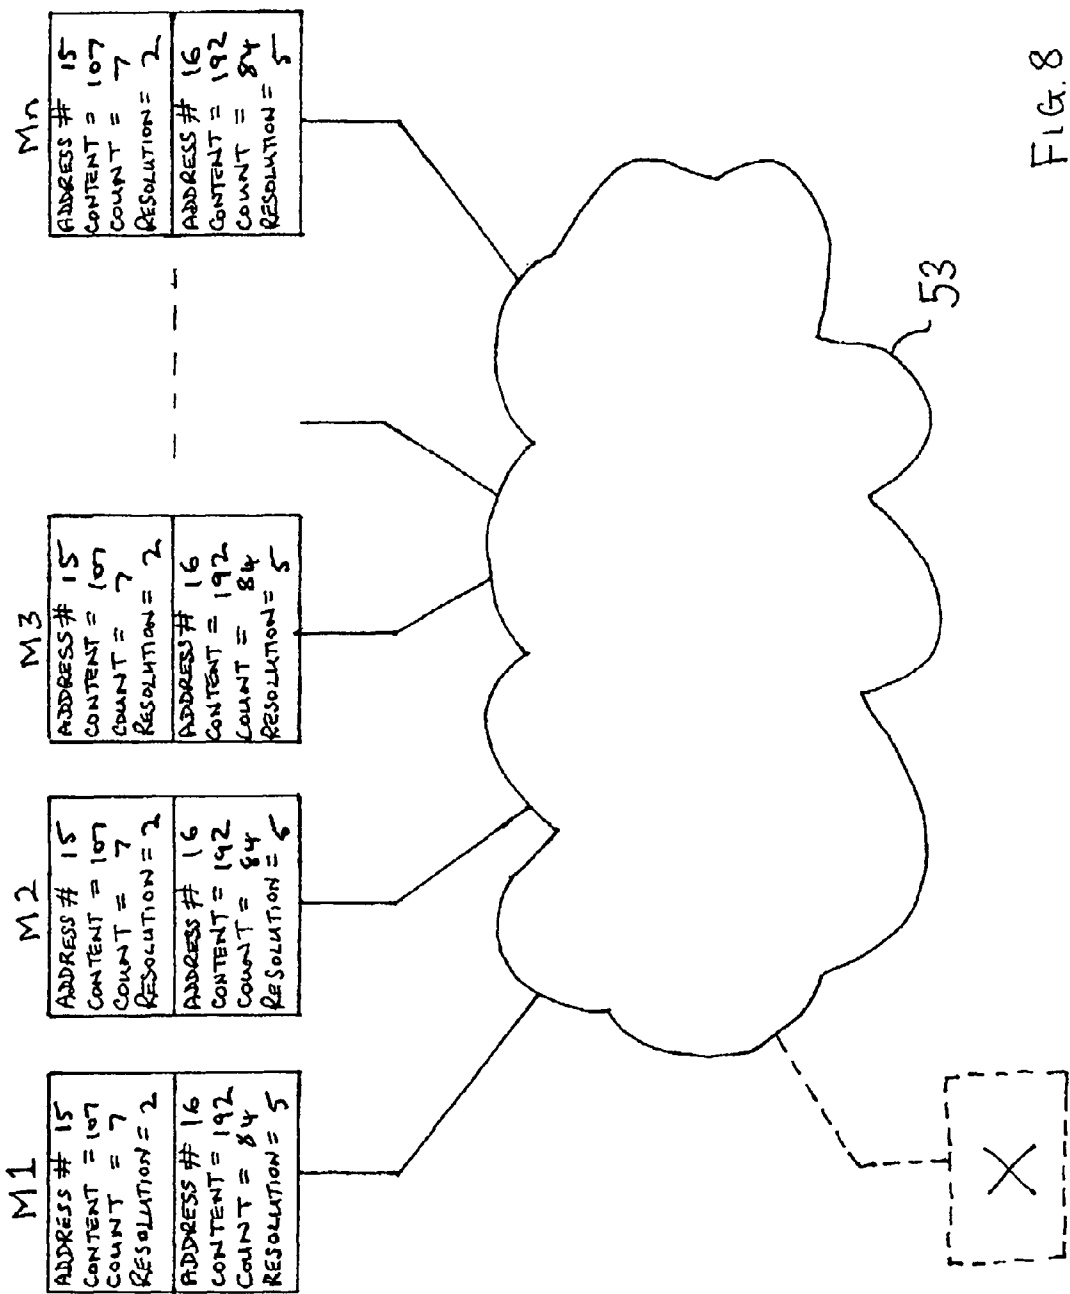 M1
ADDRESS # 15
CONTENT = 107
COUNT = 7
RESOLUTION = 2
ADDRESS # 16
CONTENT = 192
COUNT = 84
RESOLUTION = 5
M2
ADDRESS # 15
CONTENT = 107
COUNT = 7
RESOLUTION = 2
ADDRESS # 16
CONTENT = 192
COUNT = 84
RESOLUTION = 5
M3
ADDRESS # 15
CONTENT = 107
COUNT = 7
RESOLUTION = 2
ADDRESS # 16
CONTENT = 192
COUNT = 84
RESOLUTION = 5
Mn
ADDRESS # 15
CONTENT = 107
COUNT = 7
RESOLUTION = 2
ADDRESS # 16
CONTENT = 192
COUNT = 84
RESOLUTION = 5
53
X
FIG. 8